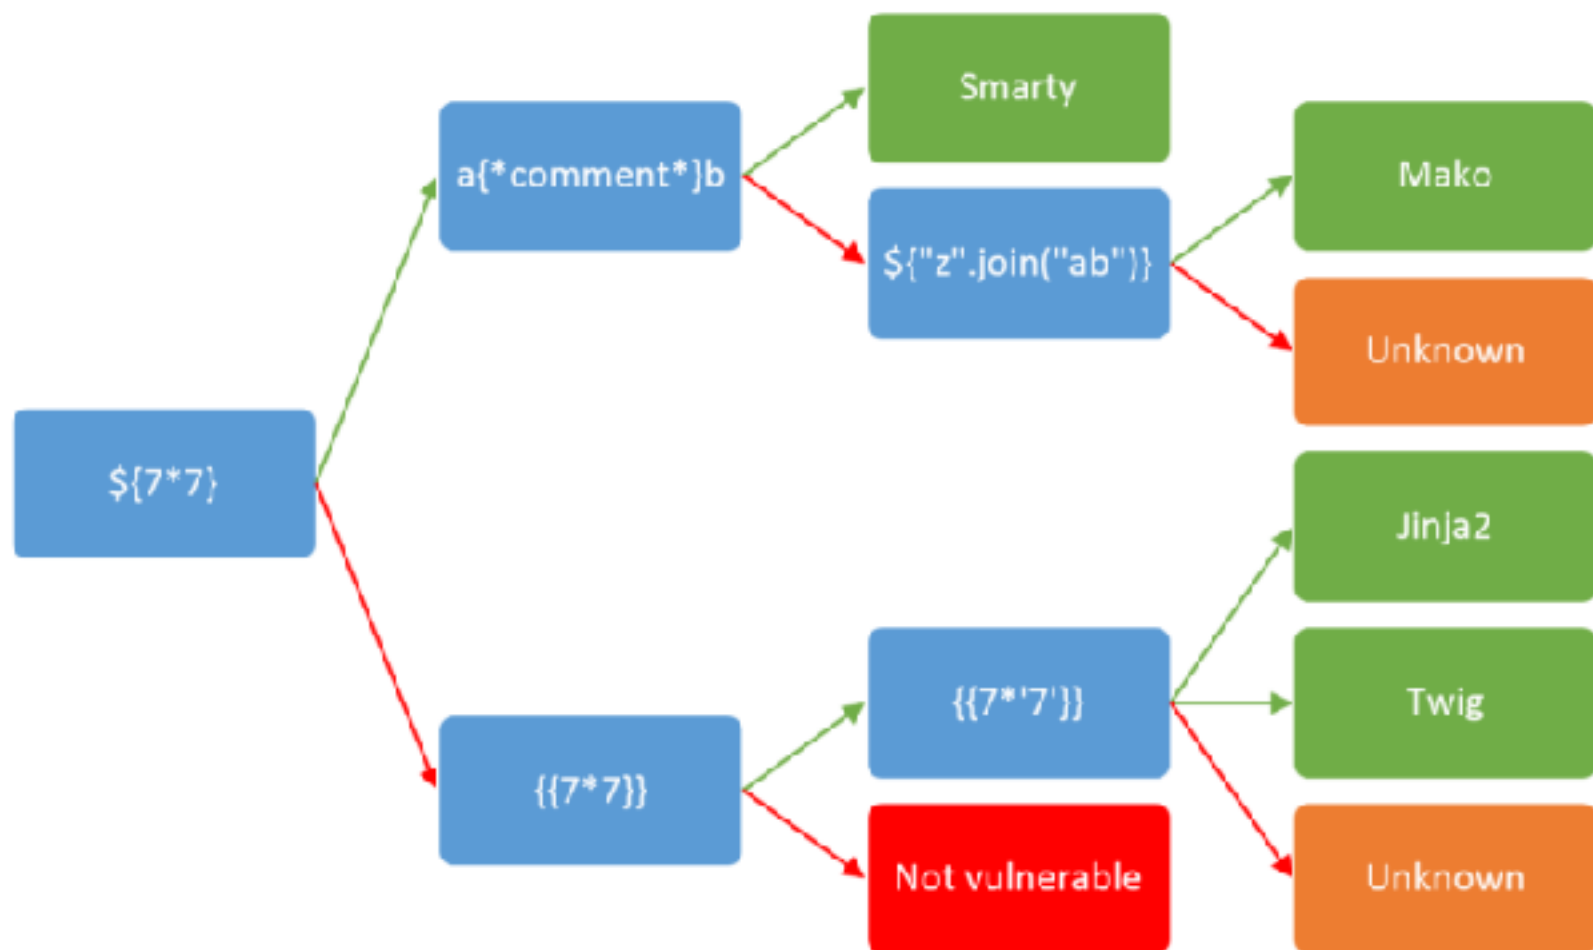 Smarty
a{*comment*}b
Mako
${"z".join("ab")}
Unknown
${7*7}
Jinja2
{{7*'7'}}
Twig
{{7*7}}
Not vulnerable
Unknown